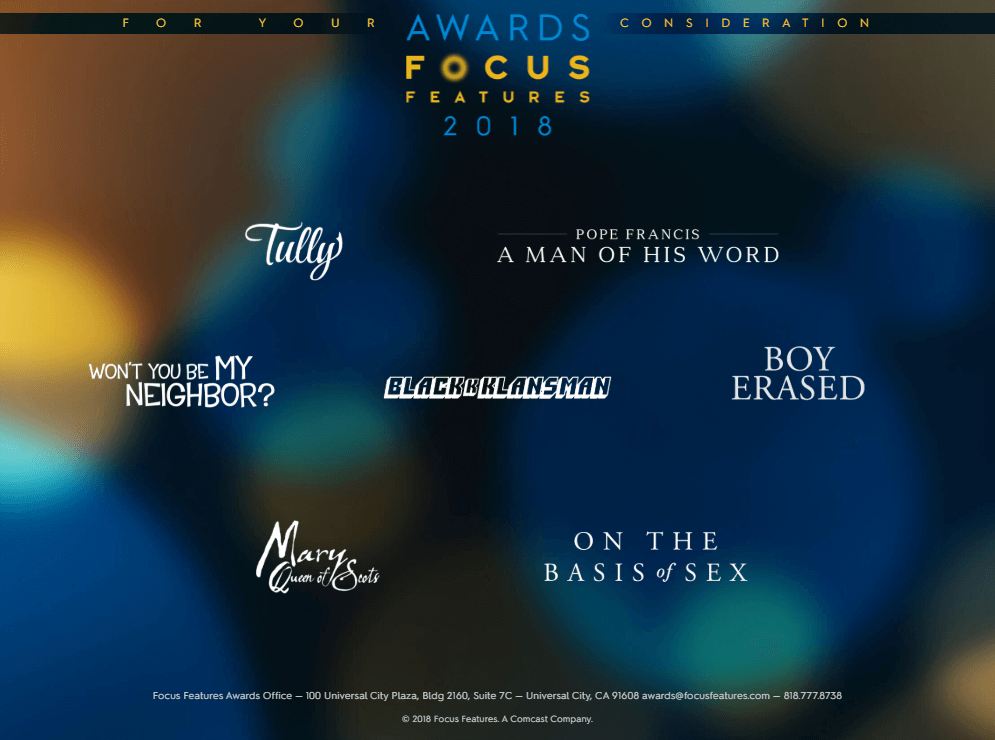 FOR YOUR CONSIDERATION
AWARDS
FOCUS
FEATURES
2018
Tully
POPE FRANCIS
A MAN OF HIS WORD
WON'T YOU BE MY
NEIGHBOR?
BLACKKKLANSMAN
BOY
ERASED
Mary
Queen of Scots
ON THE
BASIS of SEX
Focus Features Awards Office – 100 Universal City Plaza, Bldg 2160, Suite 7C – Universal City, CA 91608 awards@focusfeatures.com – 818.777.8738
© 2018 Focus Features. A Comcast Company.